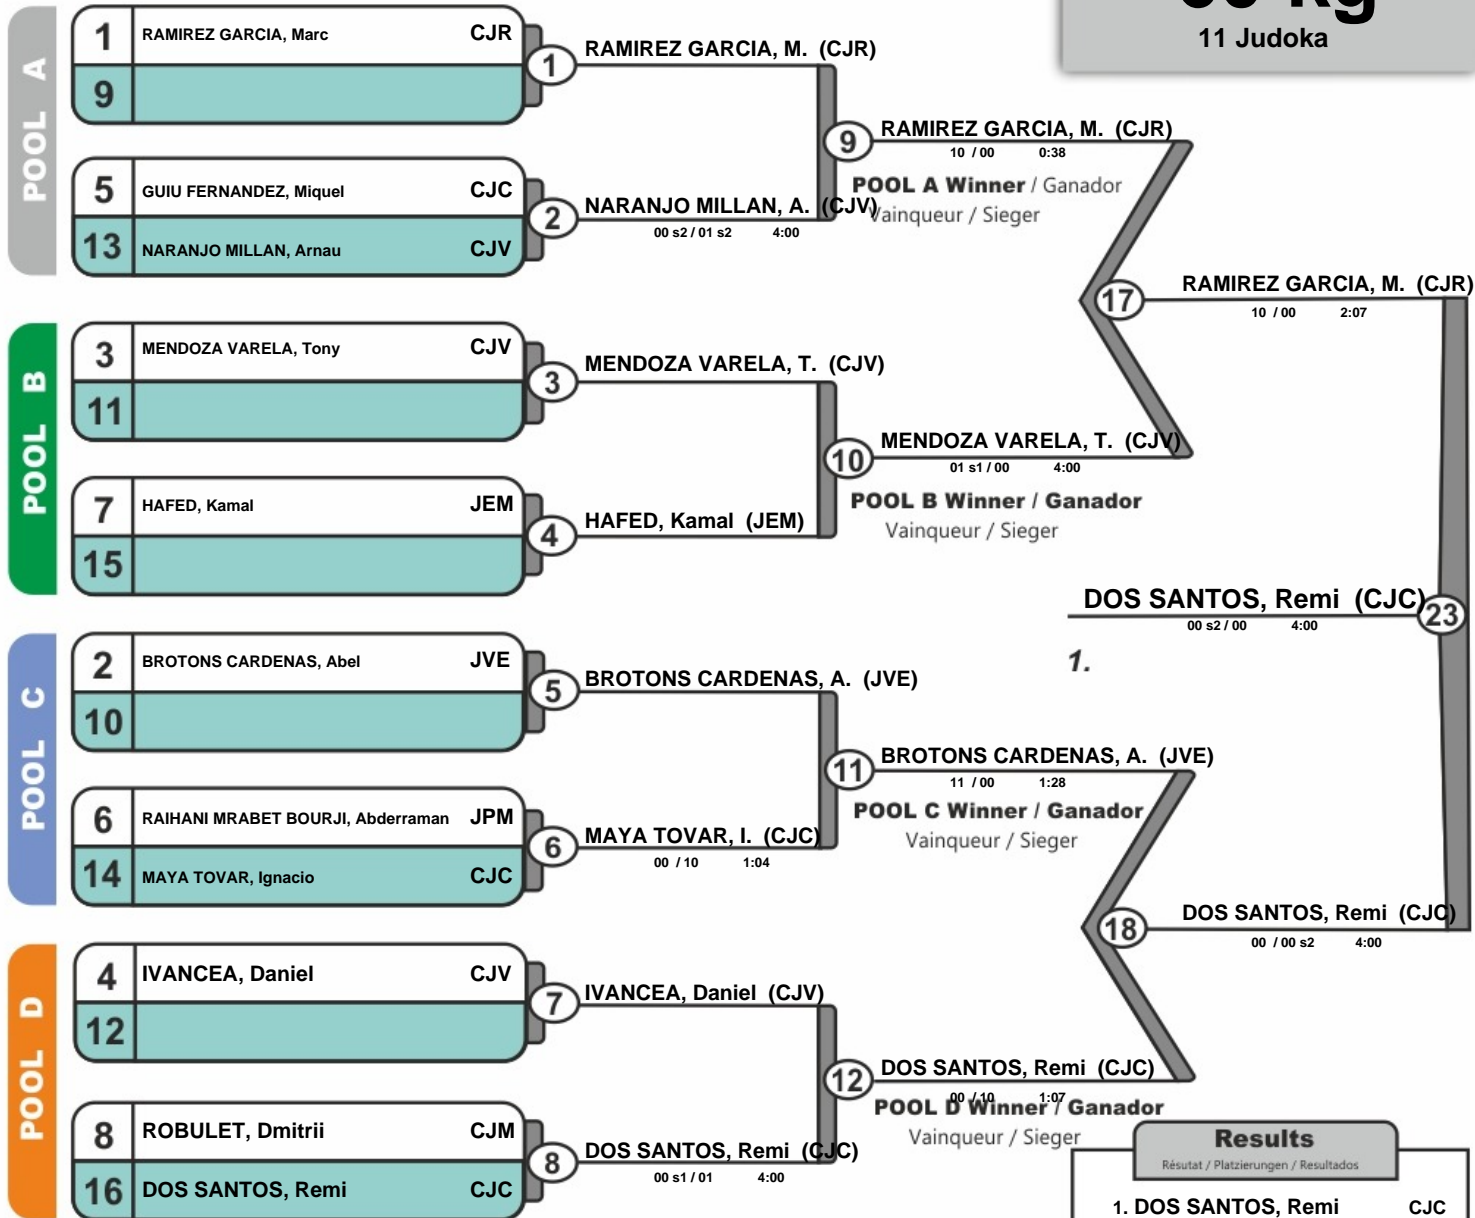 kg
11 Judoka
POOL A
1 RAMIREZ GARCIA, Marc CJR
9
1
RAMIREZ GARCIA, M. (CJR)
5 GUIU FERNANDEZ, Miquel CJC
13 NARANJO MILLAN, Arnau CJV
2
NARANJO MILLAN, A. (CJV)
00 s2 / 01 s2 4:00
9
RAMIREZ GARCIA, M. (CJR)
10 / 00 0:38
POOL A Winner / Ganador
Vainqueur / Sieger
POOL B
3 MENDOZA VARELA, Tony CJV
11
3
MENDOZA VARELA, T. (CJV)
7 HAFED, Kamal JEM
15
4
HAFED, Kamal (JEM)
10
MENDOZA VARELA, T. (CJV)
01 s1 / 00 4:00
POOL B Winner / Ganador
Vainqueur / Sieger
17
RAMIREZ GARCIA, M. (CJR)
10 / 00 2:07
DOS SANTOS, Remi (CJC)
00 s2 / 00 4:00
23
1.
POOL C
2 BROTONS CARDENAS, Abel JVE
10
5
BROTONS CARDENAS, A. (JVE)
6 RAIHANI MRABET BOURJI, Abderraman JPM
14 MAYA TOVAR, Ignacio CJC
6
MAYA TOVAR, I. (CJC)
00 / 10 1:04
11
BROTONS CARDENAS, A. (JVE)
11 / 00 1:28
POOL C Winner / Ganador
Vainqueur / Sieger
18
DOS SANTOS, Remi (CJC)
00 / 00 s2 4:00
POOL D
4 IVANCEA, Daniel CJV
12
7
IVANCEA, Daniel (CJV)
8 ROBULET, Dmitrii CJM
16 DOS SANTOS, Remi CJC
8
DOS SANTOS, Remi (CJC)
00 s1 / 01 4:00
12
DOS SANTOS, Remi (CJC)
00 / 10 1:07
POOL D Winner / Ganador
Vainqueur / Sieger
Results
Résutat / Platzierungen / Resultados
1. DOS SANTOS, Remi CJC